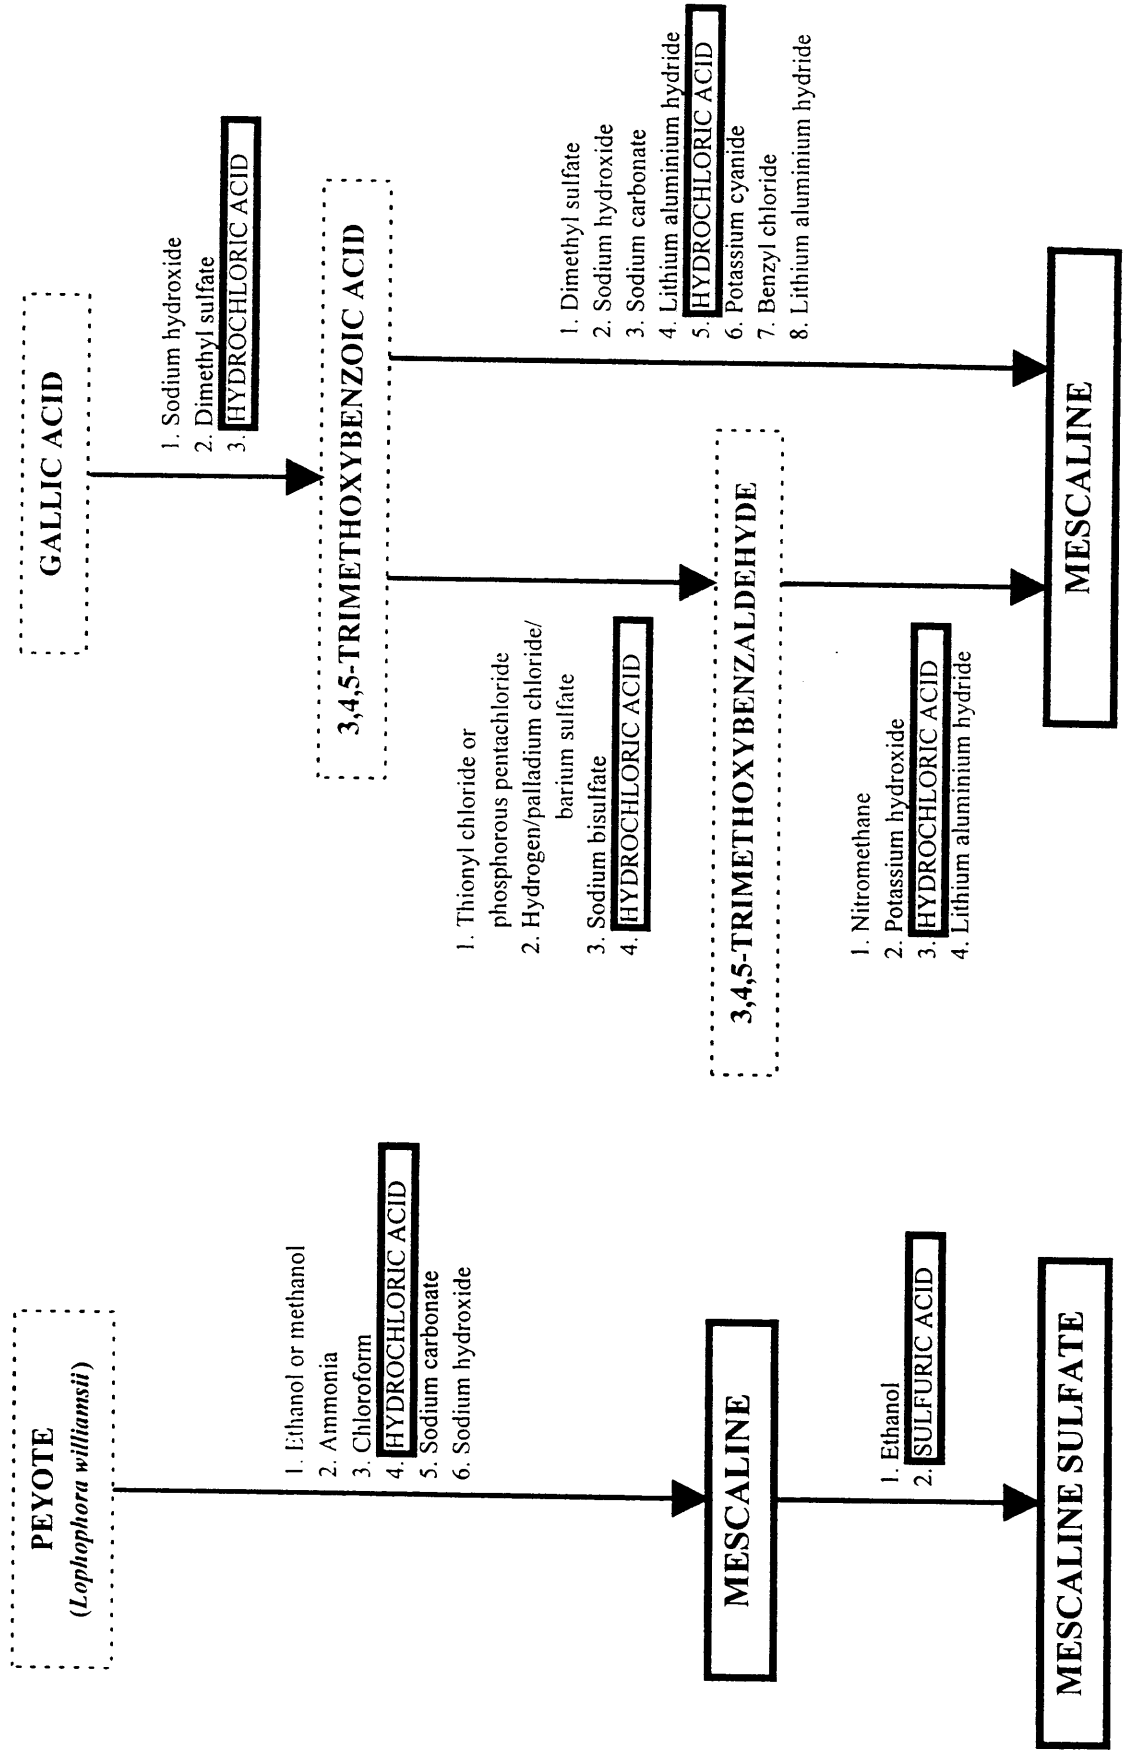 PEYOTE
(Lophophora williamsii)
1. Ethanol or methanol
2. Ammonia
3. Chloroform
4. HYDROCHLORIC ACID
5. Sodium carbonate
6. Sodium hydroxide
MESCALINE
1. Ethanol
2. SULFURIC ACID
MESCALINE SULFATE
GALLIC ACID
1. Sodium hydroxide
2. Dimethyl sulfate
3. HYDROCHLORIC ACID
3,4,5-TRIMETHOXYBENZOIC ACID
1. Thionyl chloride or
phosphorous pentachloride
2. Hydrogen/palladium chloride/
barium sulfate
3. Sodium bisulfate
4. HYDROCHLORIC ACID
3,4,5-TRIMETHOXYBENZALDEHYDE
1. Nitromethane
2. Potassium hydroxide
3. HYDROCHLORIC ACID
4. Lithium aluminium hydride
1. Dimethyl sulfate
2. Sodium hydroxide
3. Sodium carbonate
4. Lithium aluminium hydride
5. HYDROCHLORIC ACID
6. Potassium cyanide
7. Benzyl chloride
8. Lithium aluminium hydride
MESCALINE